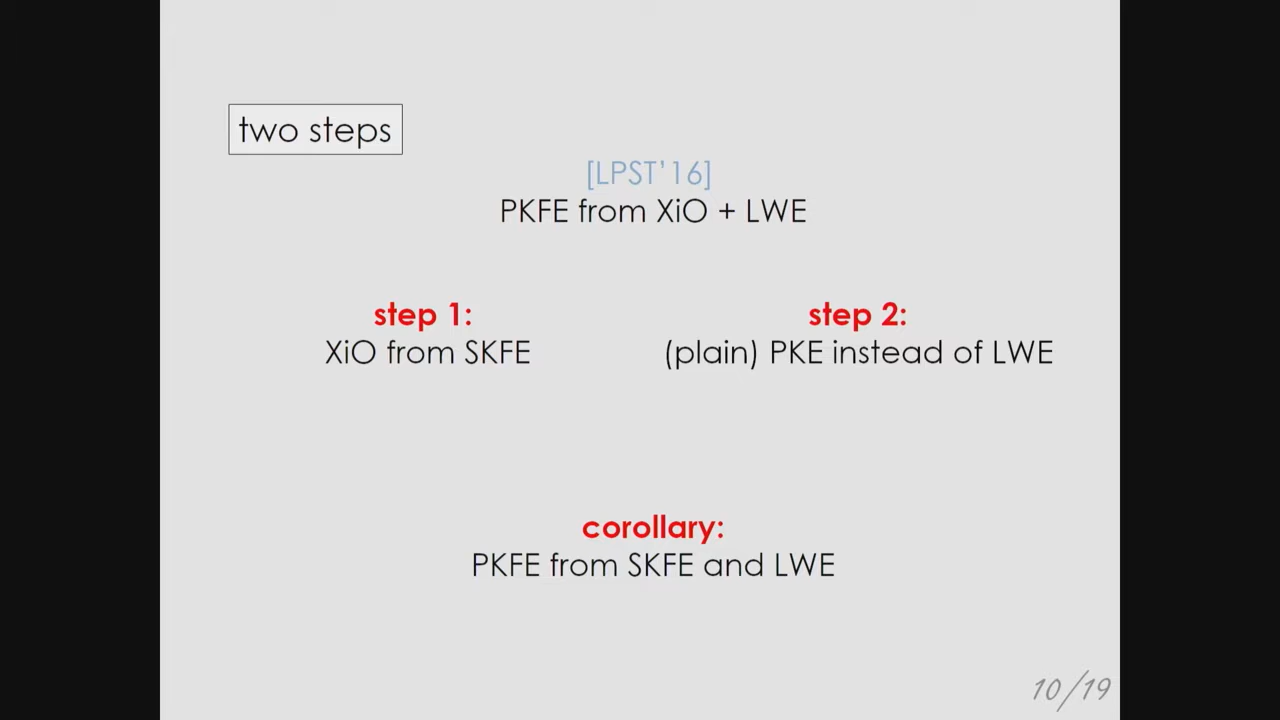 two steps
[LPST'16]
PKFE from XiO + LWE
step 1:
XiO from SKFE
step 2:
(plain) PKE instead of LWE
corollary:
PKFE from SKFE and LWE
10/19